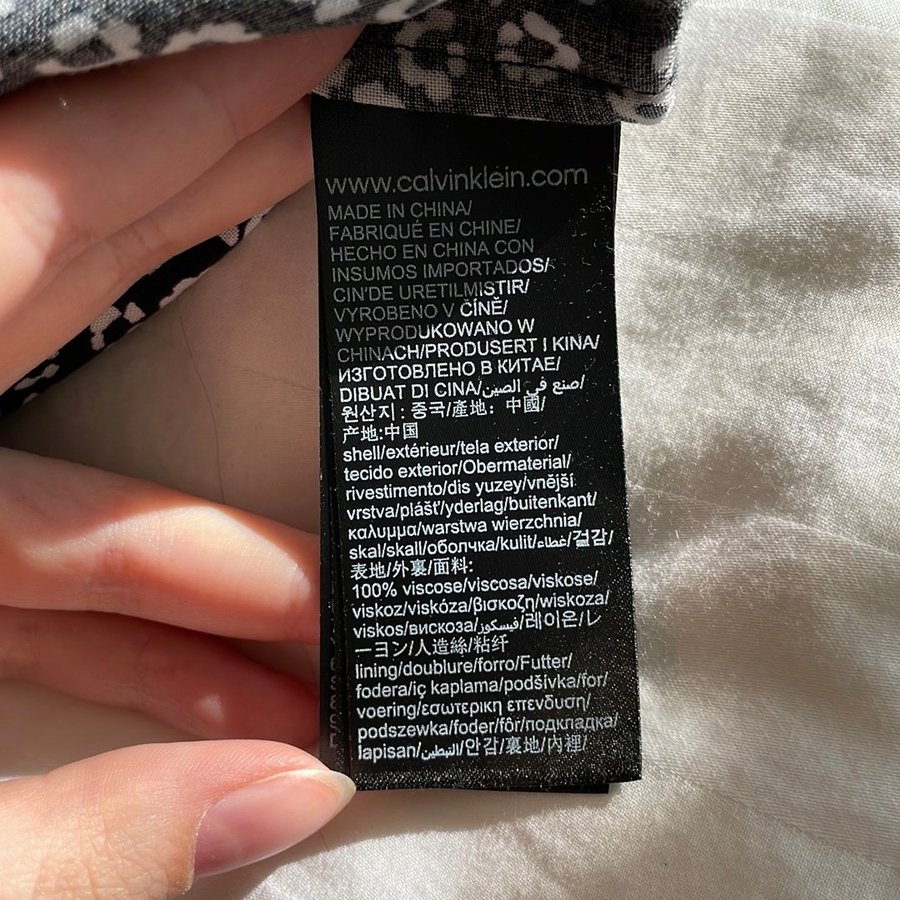 www.calvinklein.com
MADE IN CHINA/
FABRIQUÉ EN CHINE/
HECHO EN CHINA CON
INSUMOS IMPORTADOS/
CIN'DE URETILMISTIR/
VYROBENO V ČÍNĚ/
WYPRODUKOWANO W
CHINACH/PRODUSERT I KINA/
ИЗГОТОВЛЕНО В КИТАЕ/
DIBUAT DI CINA/صنع في الصين/
원산지 : 중국/產地: 中國/
产地:中国
shell/extérieur/tela exterior/
tecido exterior/Obermaterial/
rivestimento/dis yuzey/vnější
vrstva/plášť/yderlag/buitenkant/
καλυμμα/warstwa wierzchnia/
skal/skall/оболчка/kulit/غطاء/겉감/
表地/外裏/面料:
100% viscose/viscosa/viskose/
viskoz/viskóza/βισκοζη/wiskoza/
viskos/вискоза/فيسكوز/레이온/レ
ーヨン/人造絲/粘纤
lining/doublure/forro/Futter/
fodera/iç kaplama/podšívka/for/
voering/εσωτερικη επενδυση/
podszewka/foder/fôr/подкладка/
lapisan/التبطين/안감/裏地/內裡/